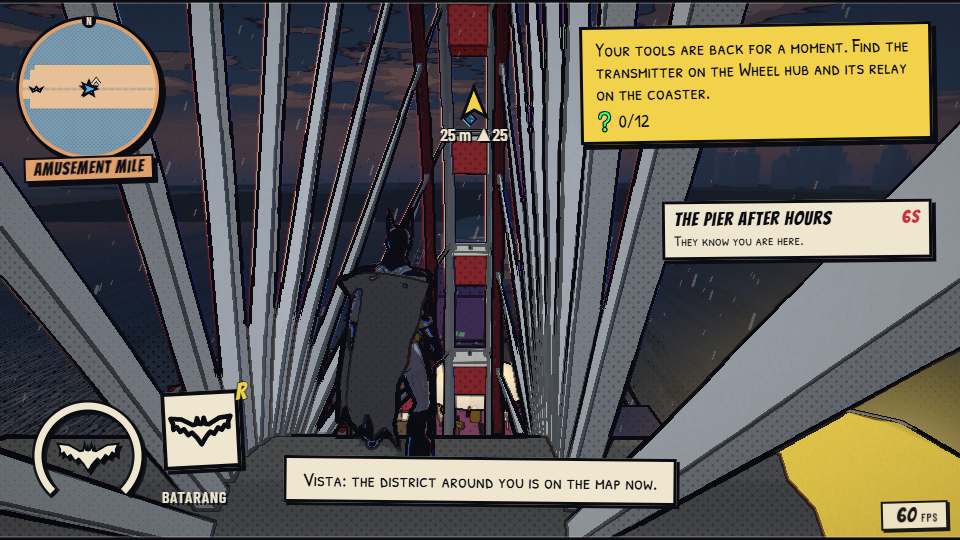 N
AMUSEMENT MILE
25 m ▲25
YOUR TOOLS ARE BACK FOR A MOMENT. FIND THE
TRANSMITTER ON THE WHEEL HUB AND ITS RELAY
ON THE COASTER.
? 0/12
THE PIER AFTER HOURS 6S
THEY KNOW YOU ARE HERE.
R
BATARANG
VISTA: THE DISTRICT AROUND YOU IS ON THE MAP NOW.
60 FPS